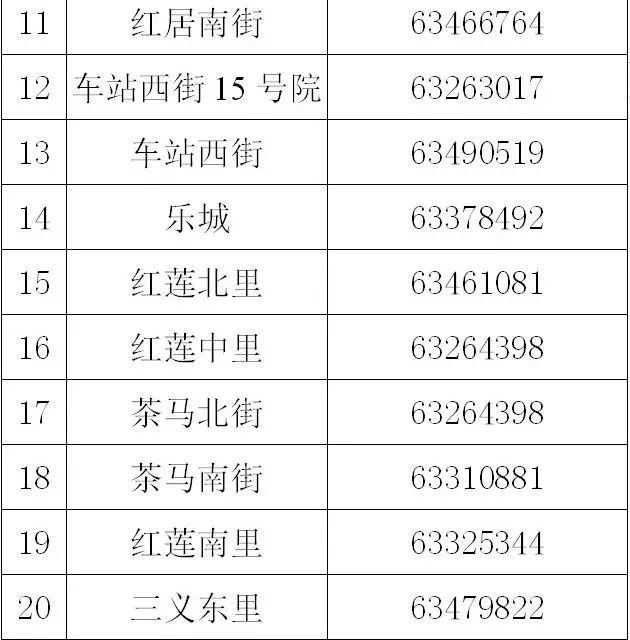 11 红居南街 63466764
12 车站西街 15 号院 63263017
13 车站西街 63490519
14 乐城 63378492
15 红莲北里 63461081
16 红莲中里 63264398
17 茶马北街 63264398
18 茶马南街 63310881
19 红莲南里 63325344
20 三义东里 63479822